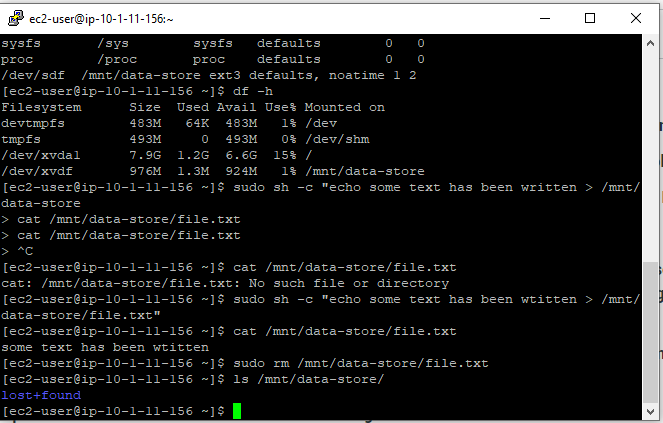 ec2-user@ip-10-1-11-156:~
sysfs /sys sysfs defaults 0 0
proc /proc proc defaults 0 0
/dev/sdf /mnt/data-store ext3 defaults, noatime 1 2
[ec2-user@ip-10-1-11-156 ~]$ df -h
Filesystem Size Used Avail Use% Mounted on
devtmpfs 483M 64K 483M 1% /dev
tmpfs 493M 0 493M 0% /dev/shm
/dev/xvda1 7.9G 1.2G 6.6G 15% /
/dev/xvdf 976M 1.3M 924M 1% /mnt/data-store
[ec2-user@ip-10-1-11-156 ~]$ sudo sh -c "echo some text has been written > /mnt/
data-store
> cat /mnt/data-store/file.txt
> cat /mnt/data-store/file.txt
> ^C
[ec2-user@ip-10-1-11-156 ~]$ cat /mnt/data-store/file.txt
cat: /mnt/data-store/file.txt: No such file or directory
[ec2-user@ip-10-1-11-156 ~]$ sudo sh -c "echo some text has been wtitten > /mnt/
data-store/file.txt"
[ec2-user@ip-10-1-11-156 ~]$ cat /mnt/data-store/file.txt
some text has been wtitten
[ec2-user@ip-10-1-11-156 ~]$ sudo rm /mnt/data-store/file.txt
[ec2-user@ip-10-1-11-156 ~]$ ls /mnt/data-store/
lost+found
[ec2-user@ip-10-1-11-156 ~]$